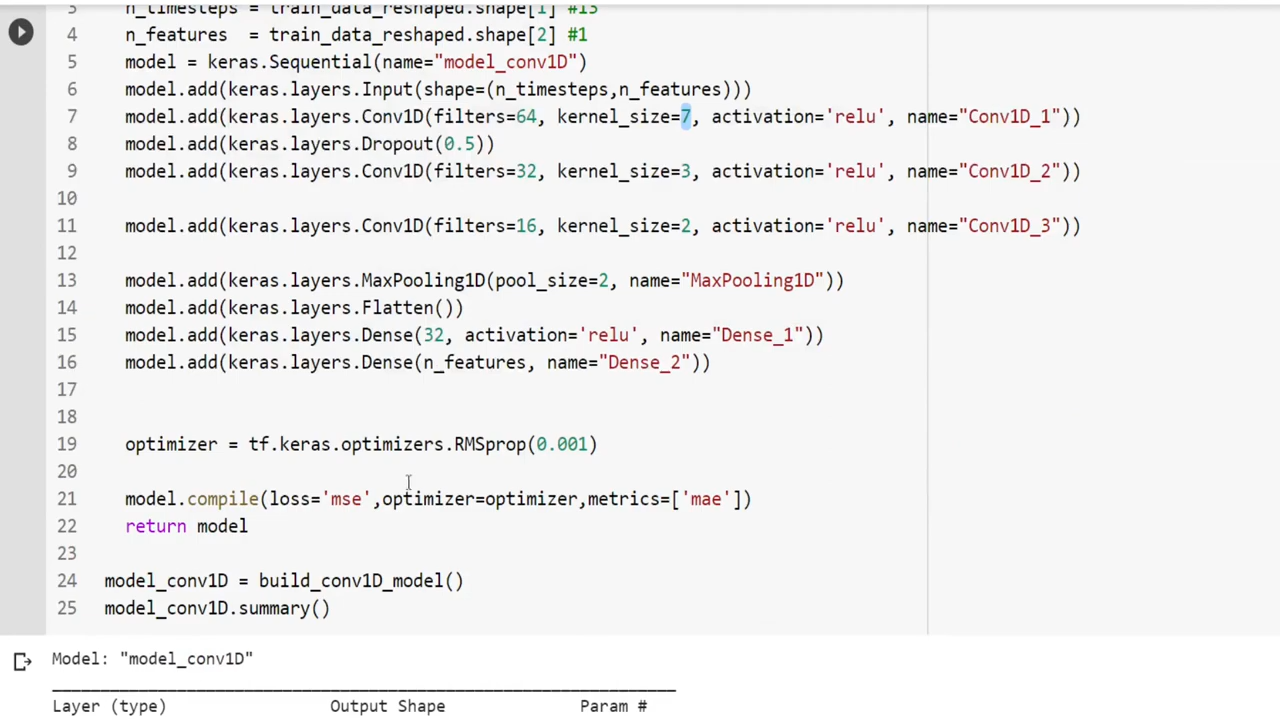 3 n_timesteps = train_data_reshaped.shape[1] #13
4 n_features = train_data_reshaped.shape[2] #1
5 model = keras.Sequential(name="model_conv1D")
6 model.add(keras.layers.Input(shape=(n_timesteps,n_features)))
7 model.add(keras.layers.Conv1D(filters=64, kernel_size=7, activation='relu', name="Conv1D_1"))
8 model.add(keras.layers.Dropout(0.5))
9 model.add(keras.layers.Conv1D(filters=32, kernel_size=3, activation='relu', name="Conv1D_2"))
10
11 model.add(keras.layers.Conv1D(filters=16, kernel_size=2, activation='relu', name="Conv1D_3"))
12
13 model.add(keras.layers.MaxPooling1D(pool_size=2, name="MaxPooling1D"))
14 model.add(keras.layers.Flatten())
15 model.add(keras.layers.Dense(32, activation='relu', name="Dense_1"))
16 model.add(keras.layers.Dense(n_features, name="Dense_2"))
17
18
19 optimizer = tf.keras.optimizers.RMSprop(0.001)
20
21 model.compile(loss='mse',optimizer=optimizer,metrics=['mae'])
22 return model
23
24 model_conv1D = build_conv1D_model()
25 model_conv1D.summary()
Model: "model_conv1D"
Layer (type) Output Shape Param #